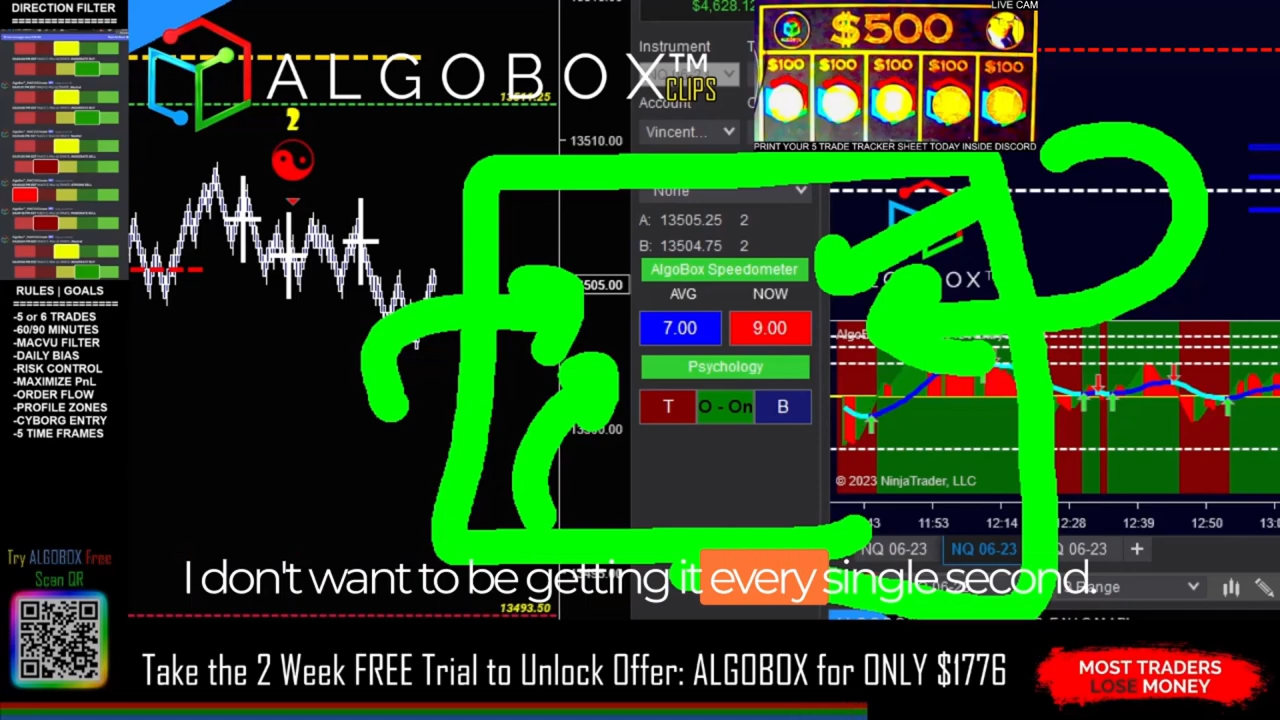 DIRECTION FILTER
====================
ALGOBOX™
CLIPS
2
13511.25
13510.00
$4,628.12
Instrument
Account
Vincent...
None
A: 13505.25 2
B: 13504.75 2
AlgoBox Speedometer
AVG NOW
7.00 9.00
Psychology
T O - On B
LIVE CAM
$500
$100 $100 $100 $100 $100
PRINT YOUR 5 TRADE TRACKER SHEET TODAY INSIDE DISCORD
© 2023 NinjaTrader, LLC
11:53 12:14 12:28 12:39 12:50
NQ 06-23 NQ 06-23
Range
RULES | GOALS
====================
-5 or 6 TRADES
-60/90 MINUTES
-MACVU FILTER
-DAILY BIAS
-RISK CONTROL
-MAXIMIZE PnL
-ORDER FLOW
-PROFILE ZONES
-CYBORG ENTRY
-5 TIME FRAMES
Try ALGOBOX Free
Scan QR
I don't want to be getting it every single second.
13493.50
Take the 2 Week FREE Trial to Unlock Offer: ALGOBOX for ONLY $1776
MOST TRADERS
LOSE MONEY